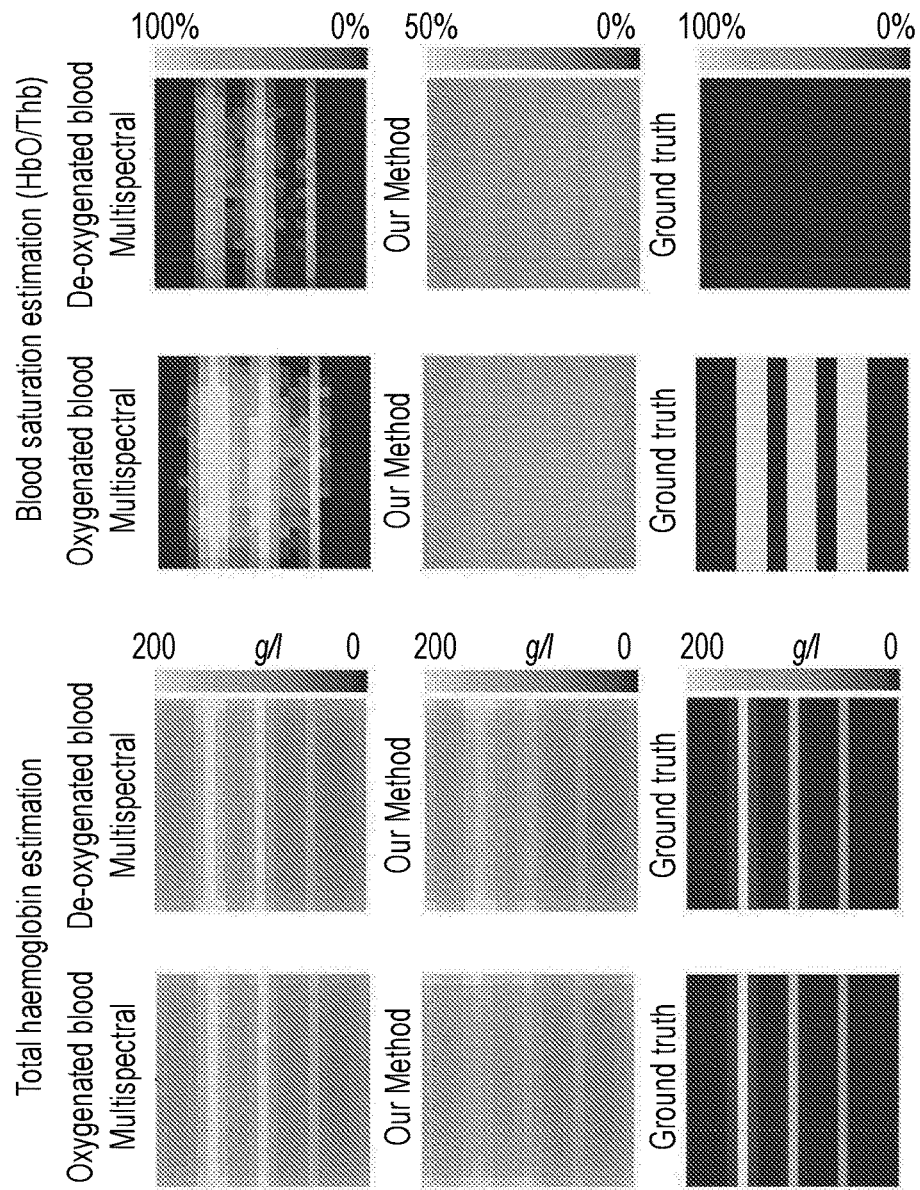 Total haemoglobin estimation
Oxygenated blood
De-oxygenated blood
Multispectral
Multispectral
200 g/l 0
Our Method
Our Method
200 g/l 0
Ground truth
Ground truth
200 g/l 0
Blood saturation estimation (HbO/Thb)
Oxygenated blood
De-oxygenated blood
Multispectral
Multispectral
100% 0%
Our Method
Our Method
50% 0%
Ground truth
Ground truth
100% 0%